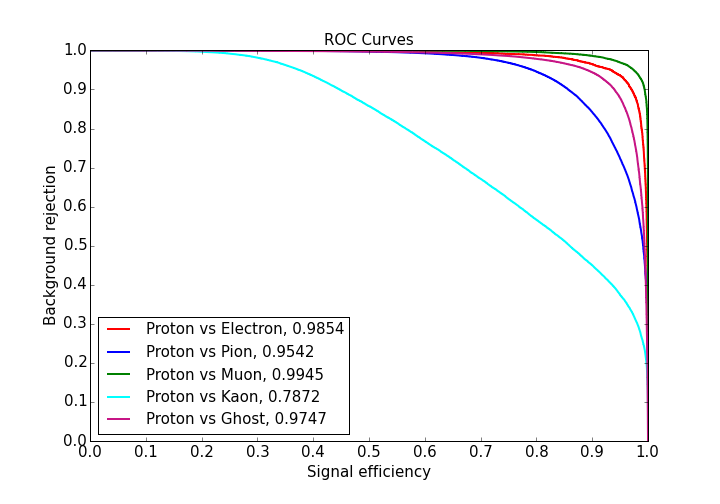 ROC Curves
1.0
0.9
0.8
0.7
0.6
0.5
0.4
0.3
0.2
0.1
0.0
Background rejection
Proton vs Electron, 0.9854
Proton vs Pion, 0.9542
Proton vs Muon, 0.9945
Proton vs Kaon, 0.7872
Proton vs Ghost, 0.9747
0.0 0.1 0.2 0.3 0.4 0.5 0.6 0.7 0.8 0.9 1.0
Signal efficiency